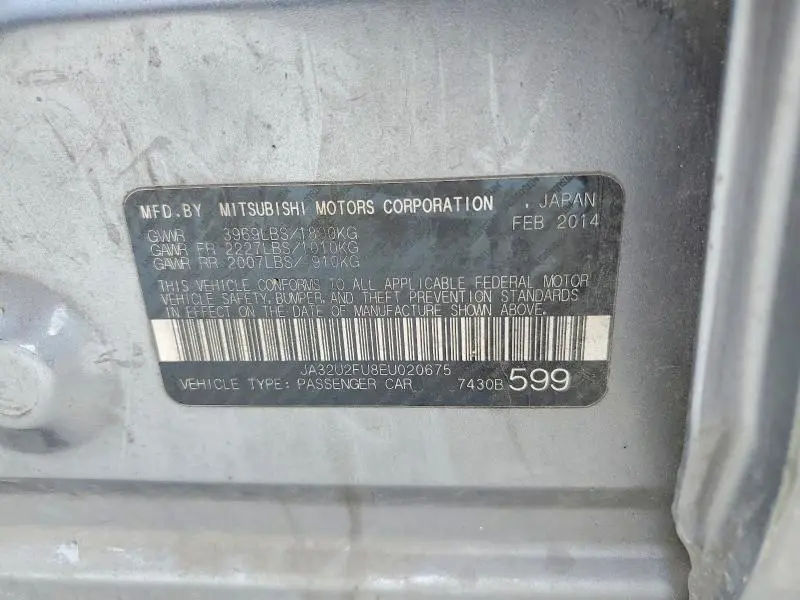 MFD.BY MITSUBISHI MOTORS CORPORATION , JAPAN
FEB 2014
GVWR 3969LBS/1800KG
GAWR FR 2227LBS/1010KG
GAWR RR 2007LBS/ 910KG
THIS VEHICLE CONFORMS TO ALL APPLICABLE FEDERAL MOTOR
VEHICLE SAFETY, BUMPER, AND THEFT PREVENTION STANDARDS
IN EFFECT ON THE DATE OF MANUFACTURE SHOWN ABOVE.
JA32U2FU8EU020675
VEHICLE TYPE: PASSENGER CAR 7430B 599